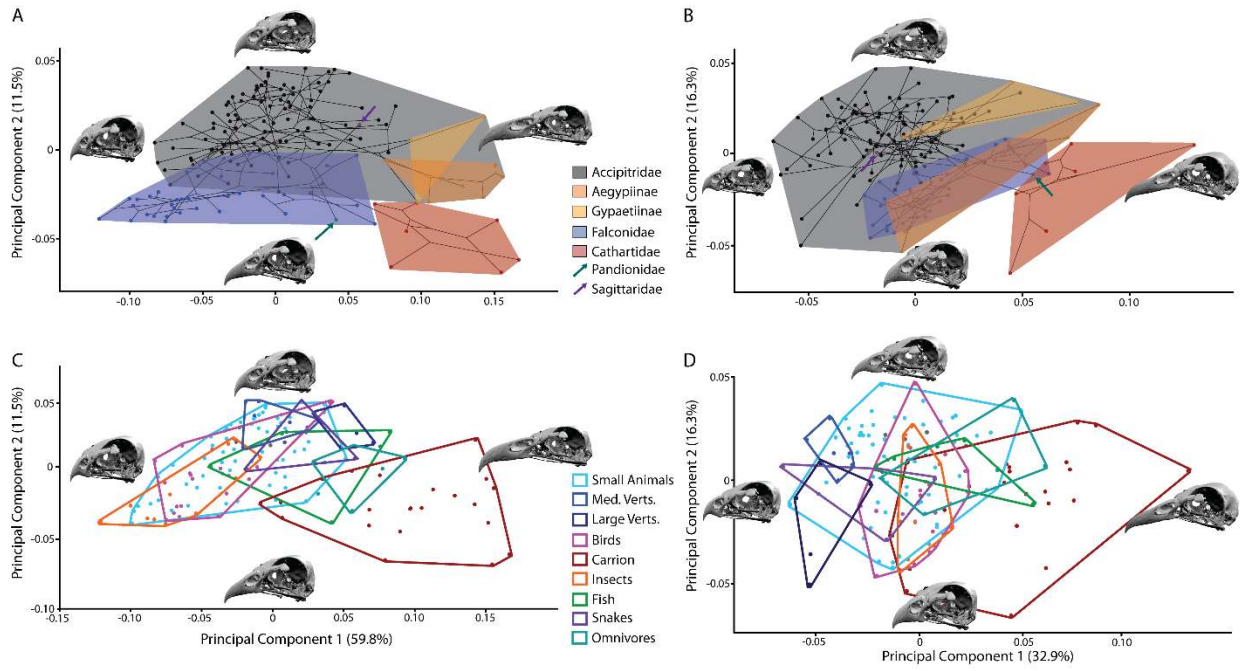 A
Principal Component 2 (11.5%)
0.05
0
-0.05
-0.10
-0.05
0
0.05
0.10
0.15
Accipitridae
Aegypiinae
Gypaetiinae
Falconidae
Cathartidae
Pandionidae
Sagittaridae
B
Principal Component 2 (16.3%)
0.05
0
-0.05
-0.05
0
0.05
0.10
C
Principal Component 2 (11.5%)
0.05
0
-0.05
-0.10
-0.15
-0.10
-0.05
0
0.05
0.10
0.15
Principal Component 1 (59.8%)
Small Animals
Med. Verts.
Large Verts.
Birds
Carrion
Insects
Fish
Snakes
Omnivores
D
Principal Component 2 (16.3%)
0.05
0
-0.05
-0.05
0
0.05
0.10
Principal Component 1 (32.9%)